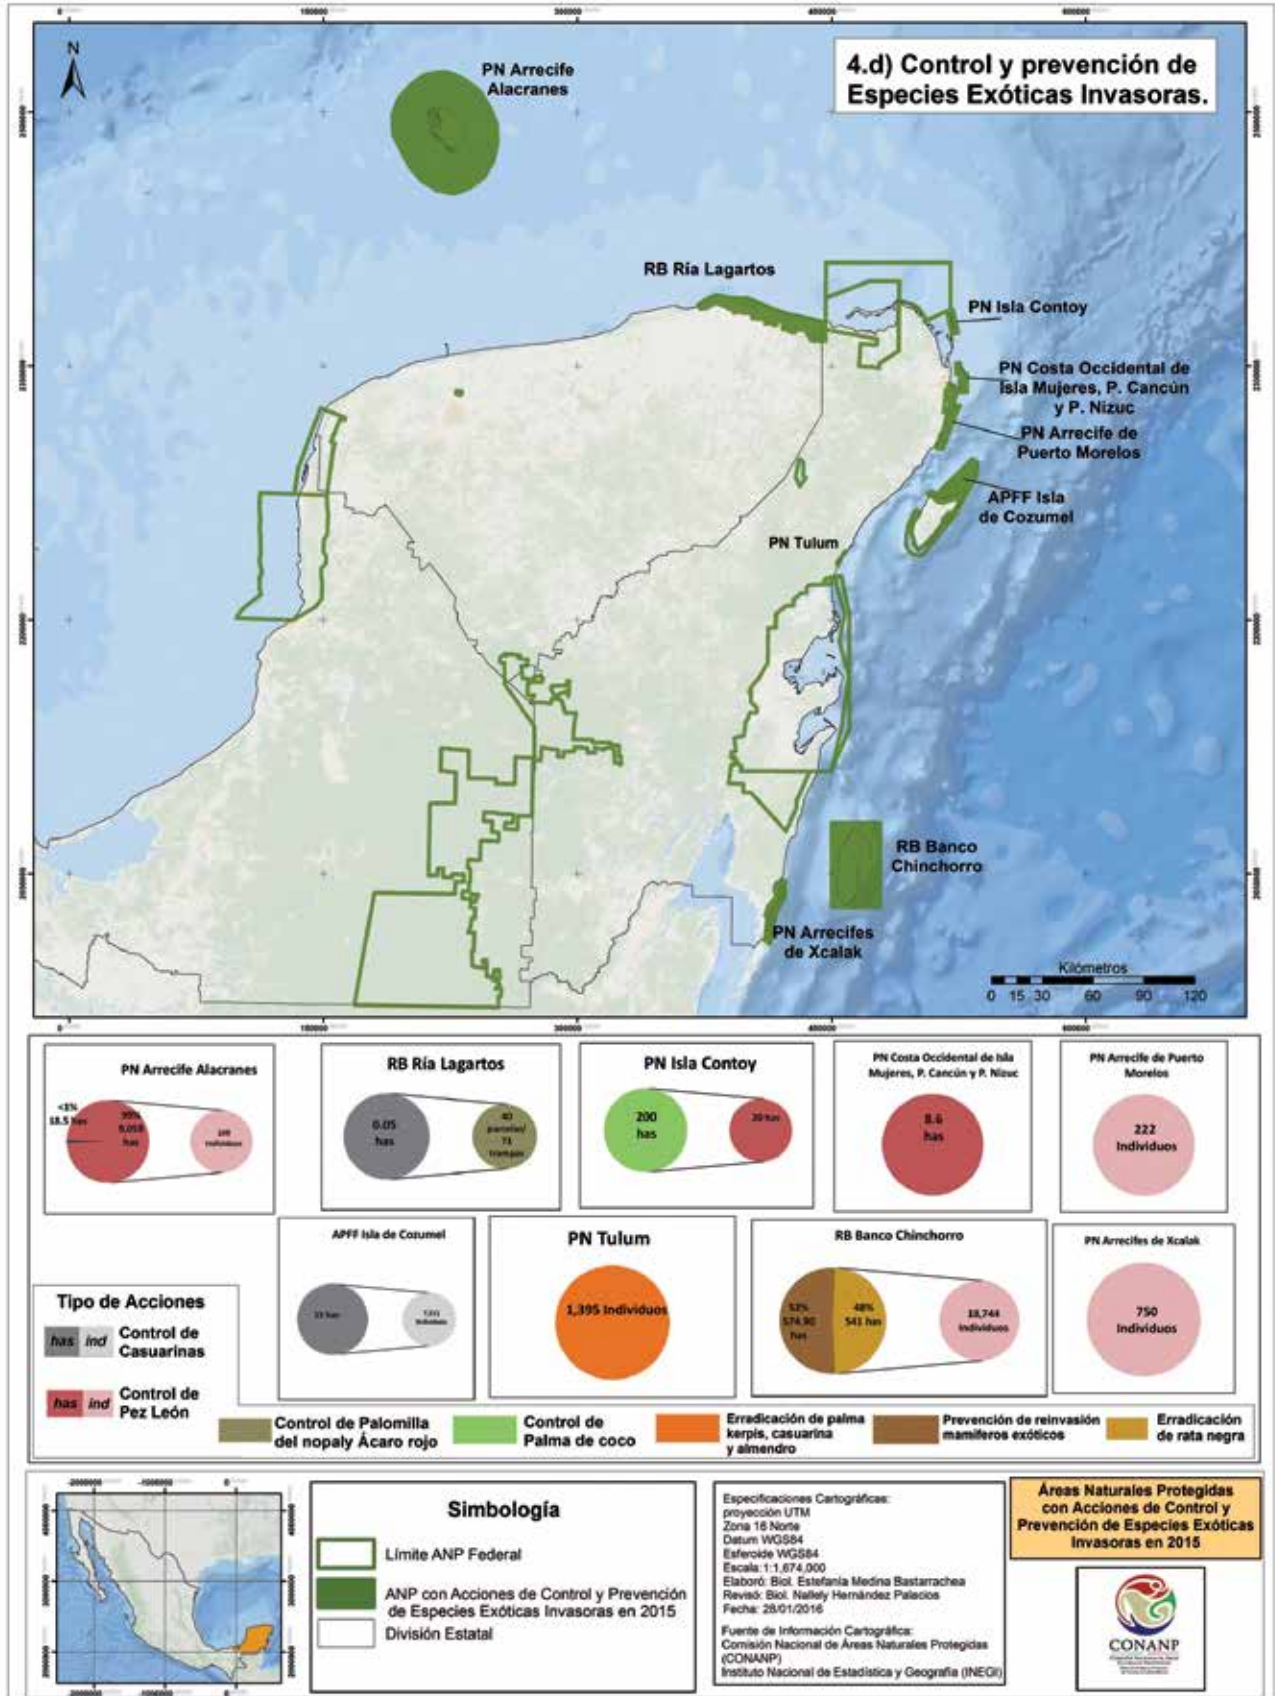 4.d) Control y prevención de
Especies Exóticas Invasoras.
N
PN Arrecife
Alacranes
RB Ría Lagartos
PN Isla Contoy
PN Costa Occidental de
Isla Mujeres, P. Cancún
y P. Nizuc
PN Arrecife de
Puerto Morelos
APFF Isla
de Cozumel
PN Tulum
RB Banco
Chinchorro
PN Arrecifes
de Xcalak
Kilómetros
0 15 30 60 90 120
PN Arrecife Alacranes
<1%
18.5 has
99%
has
Individuos
RB Ría Lagartos
0.05
has
40
parcelas/
71
trampas
PN Isla Contoy
200
has
20 has
PN Costa Occidental de Isla
Mujeres, P. Cancún y P. Nizuc
8.6
has
PN Arrecife de Puerto
Morelos
222
Individuos
APFF Isla de Cozumel
has
Individuos
PN Tulum
1,395 Individuos
RB Banco Chinchorro
52%
574.90
has
48%
541 has
18,744
Individuos
PN Arrecifes de Xcalak
750
Individuos
Tipo de Acciones
has ind Control de
Casuarinas
has ind Control de
Pez León
Control de Palomilla
del nopaly Ácaro rojo
Control de
Palma de coco
Erradicación de palma
kerpis, casuarina
y almendro
Prevención de reinvasión
mamíferos exóticos
Erradicación
de rata negra
Simbología
Límite ANP Federal
ANP con Acciones de Control y Prevención
de Especies Exóticas Invasoras en 2015
División Estatal
Especificaciones Cartográficas:
proyección UTM
Zona 16 Norte
Datum WGS84
Esferoide WGS84
Escala:1:1,674,000
Elaboró: Biol. Estefanía Medina Bastarrachea
Revisó: Biol. Nallely Hernández Palacios
Fecha: 28/01/2016
Fuente de Información Cartográfica:
Comisión Nacional de Áreas Naturales Protegidas
(CONANP)
Instituto Nacional de Estadística y Geografía (INEGI)
Áreas Naturales Protegidas
con Acciones de Control y
Prevención de Especies Exóticas
Invasoras en 2015
CONANP